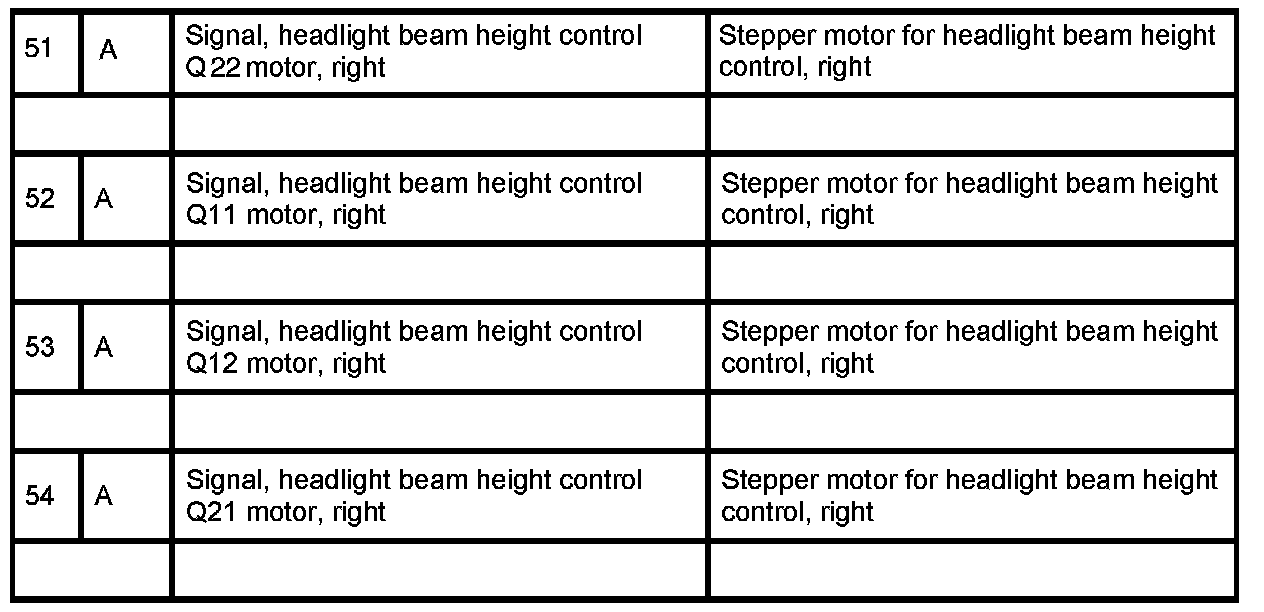 51 A Signal, headlight beam height control Stepper motor for headlight beam height
Q22 motor, right control, right
52 A Signal, headlight beam height control Stepper motor for headlight beam height
Q11 motor, right control, right
53 A Signal, headlight beam height control Stepper motor for headlight beam height
Q12 motor, right control, right
54 A Signal, headlight beam height control Stepper motor for headlight beam height
Q21 motor, right control, right